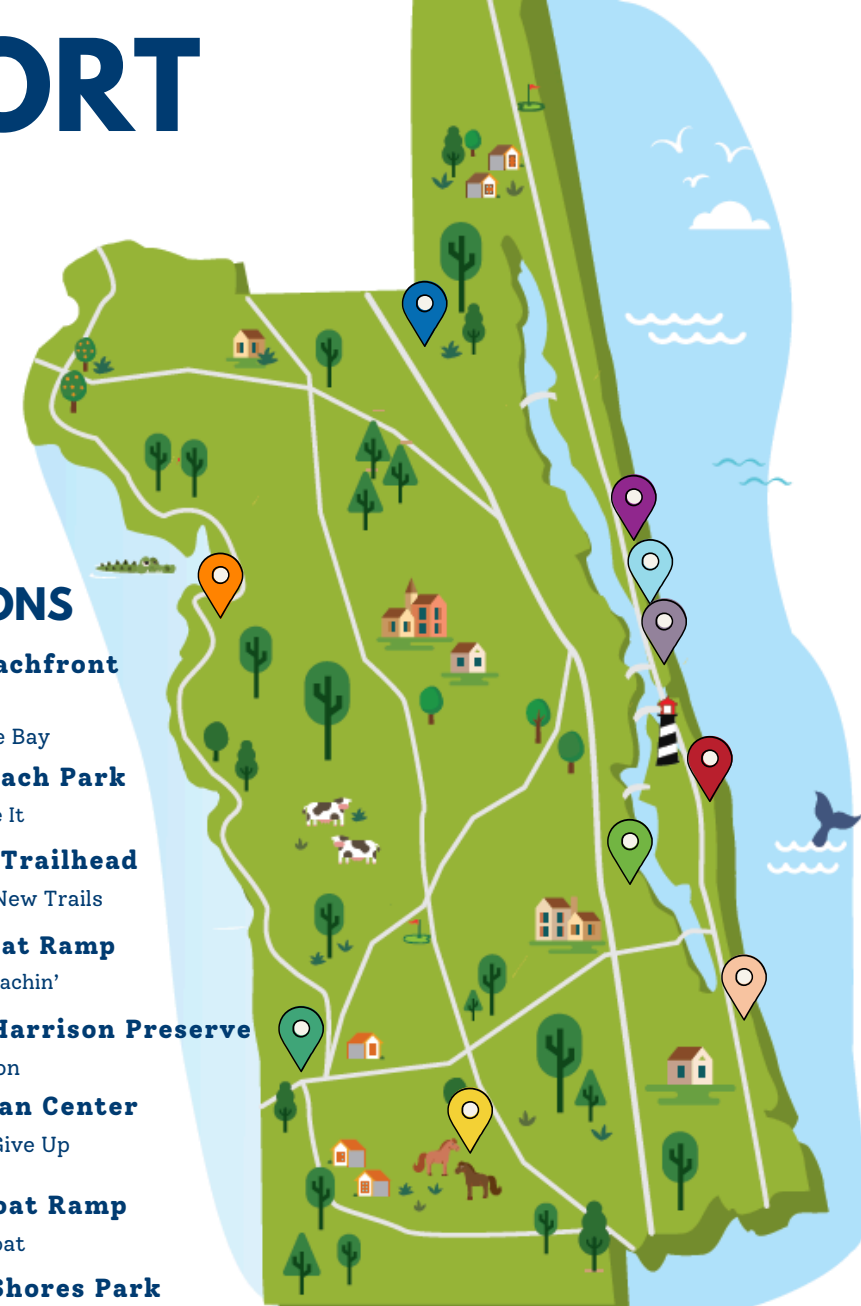 ORT
ONS
achfront
e Bay
ach Park
e It
Trailhead
New Trails
at Ramp
achin’
Harrison Preserve
on
an Center
Give Up
oat Ramp
oat
Shores Park